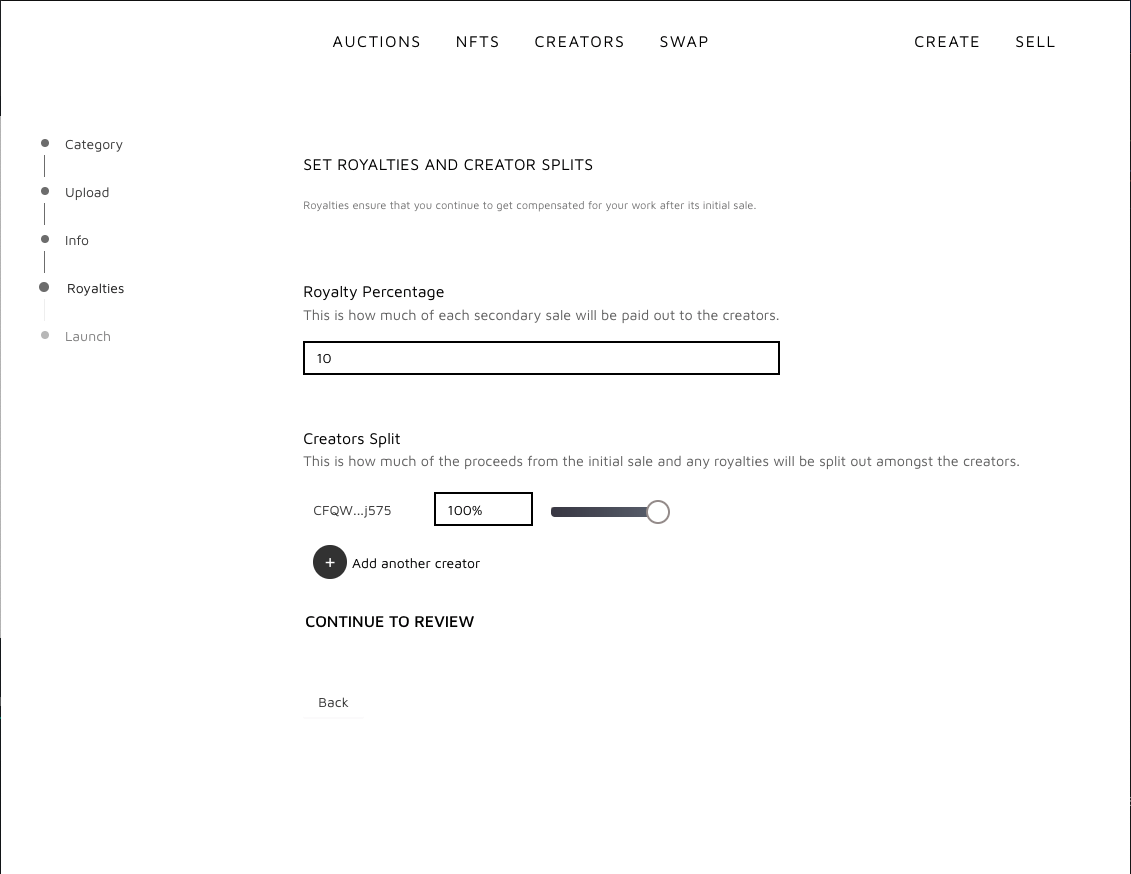 AUCTIONS NFTS CREATORS SWAP CREATE SELL
Category
Upload
Info
Royalties
Launch
SET ROYALTIES AND CREATOR SPLITS
Royalties ensure that you continue to get compensated for your work after its initial sale.
Royalty Percentage
This is how much of each secondary sale will be paid out to the creators.
10
Creators Split
This is how much of the proceeds from the initial sale and any royalties will be split out amongst the creators.
CFQW...j575 100%
+ Add another creator
CONTINUE TO REVIEW
Back